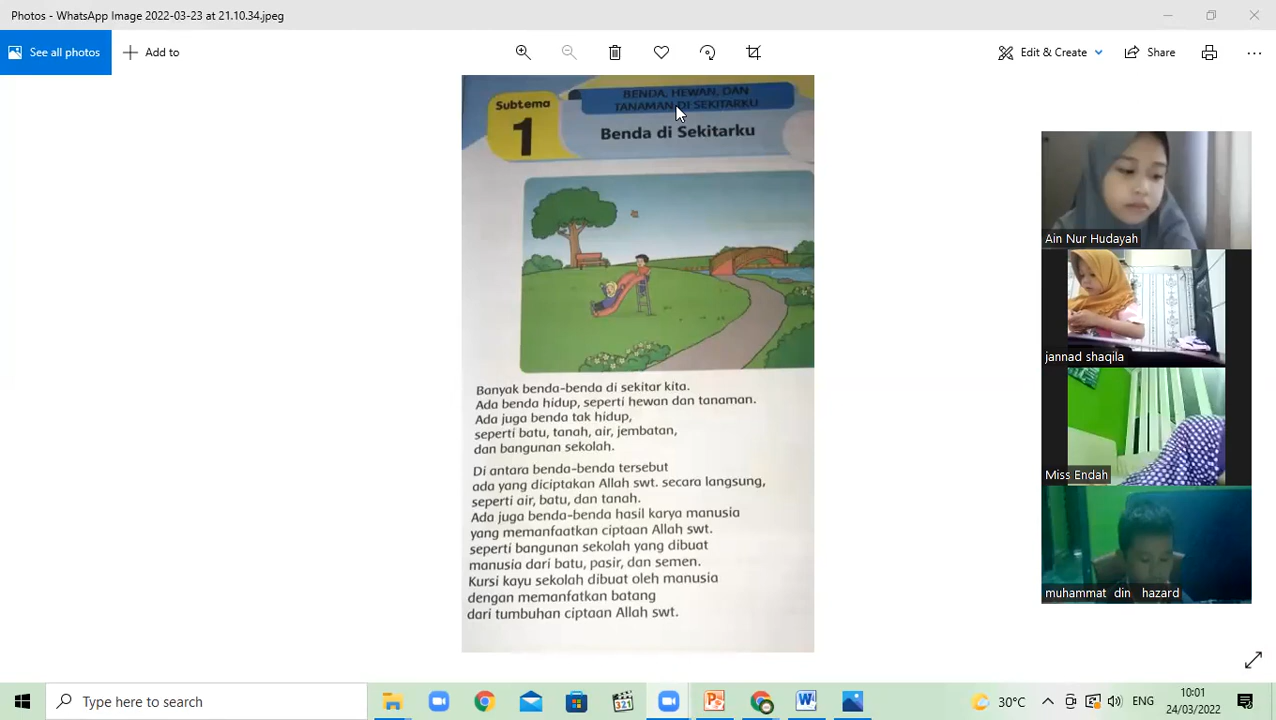 Photos - WhatsApp Image 2022-03-23 at 21.10.34.jpeg
See all photos
Add to
Edit & Create
Share
Subtema
1
BENDA, HEWAN, DAN
TANAMAN DI SEKITARKU
Benda di Sekitarku
Banyak benda-benda di sekitar kita.
Ada benda hidup, seperti hewan dan tanaman.
Ada juga benda tak hidup,
seperti batu, tanah, air, jembatan,
dan bangunan sekolah.
Di antara benda-benda tersebut
ada yang diciptakan Allah swt. secara langsung,
seperti air, batu, dan tanah.
Ada juga benda-benda hasil karya manusia
yang memanfaatkan ciptaan Allah swt.
seperti bangunan sekolah yang dibuat
manusia dari batu, pasir, dan semen.
Kursi kayu sekolah dibuat oleh manusia
dengan memanfatkan batang
dari tumbuhan ciptaan Allah swt.
Ain Nur Hudayah
jannad shaqila
Miss Endah
muhammat din hazard
Type here to search
321
30°C
ENG
10:01
24/03/2022